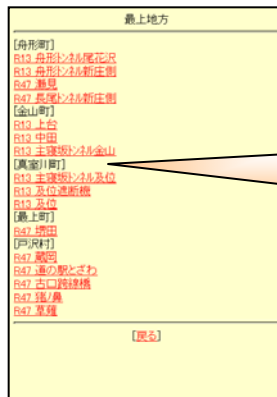 最上地方
[舟形町]
R13 舟形トンネル尾花沢
R13 舟形トンネル新庄側
R47 瀬見
R47 長尾トンネル新庄側
[金山町]
R13 上台
R13 中田
R13 主寝坂トンネル金山
[真室川町]
R13 主寝坂トンネル及位
R13 及位遮断機
R13 及位
[最上町]
R47 堺田
[戸沢村]
R47 蔵岡
R47 道の駅とざわ
R47 古口跨線橋
R47 猪ノ鼻
R47 草薙
[戻る]